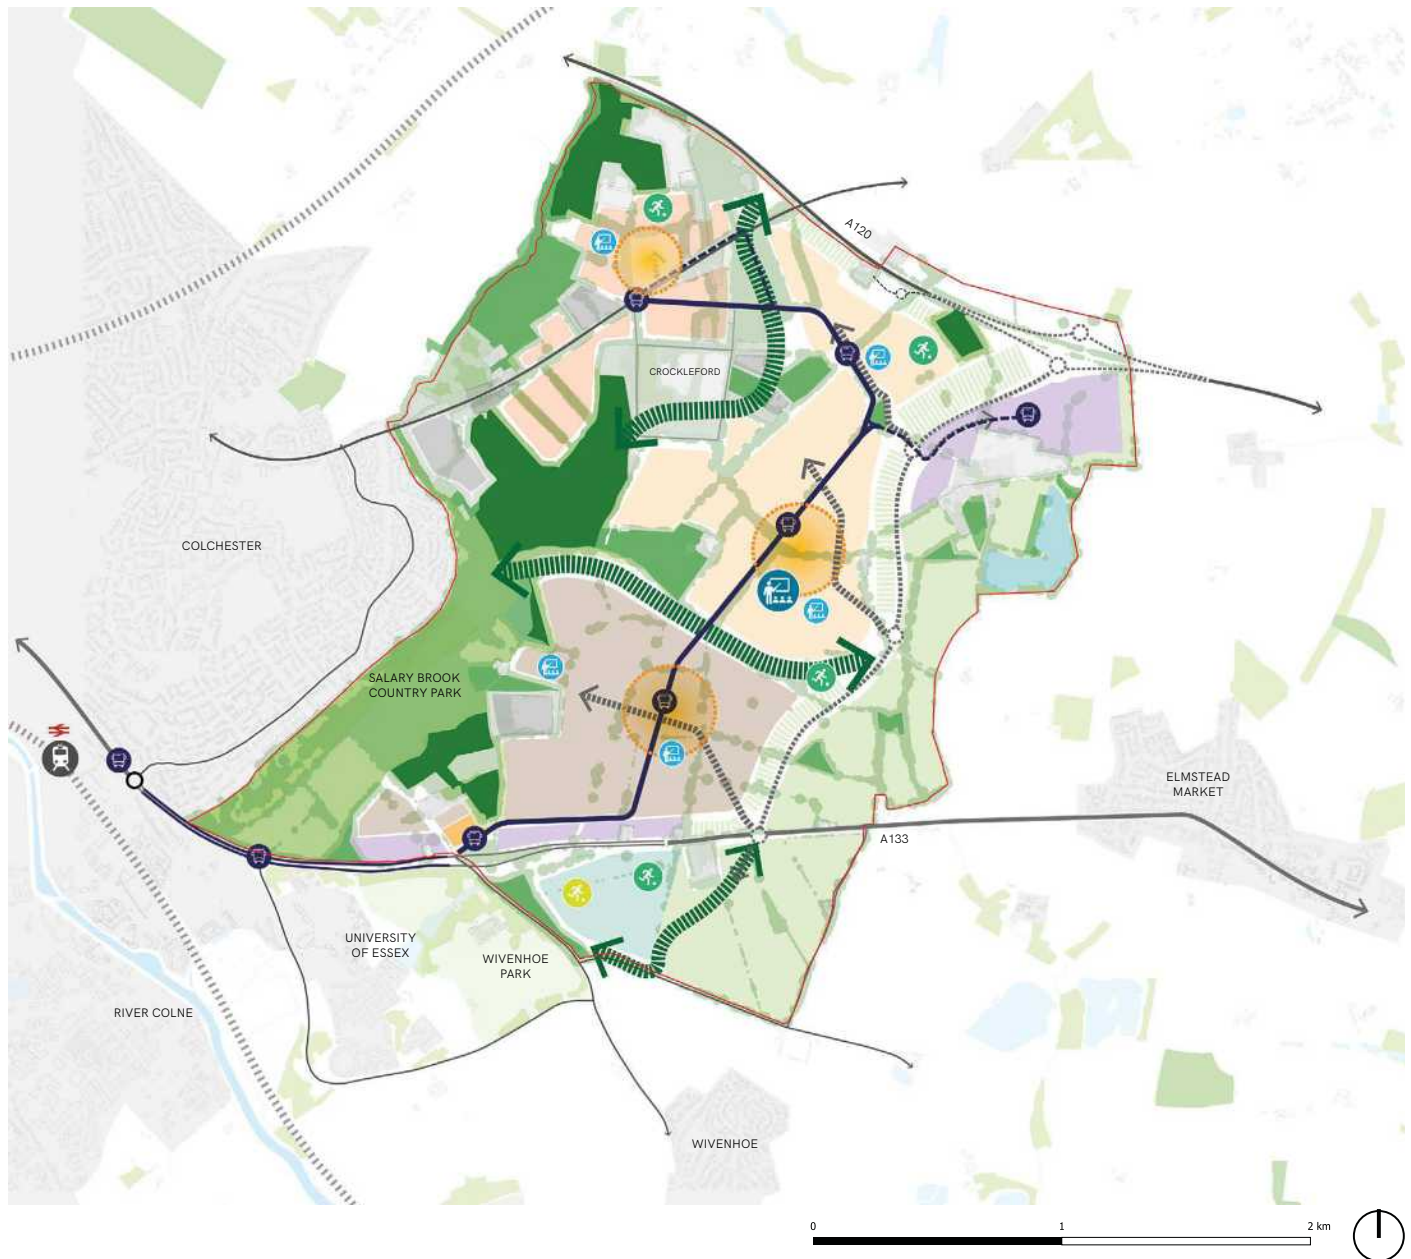 A120
CROCKLEFORD
COLCHESTER
SALARY BROOK
COUNTRY PARK
ELMSTEAD
MARKET
A133
UNIVERSITY
OF ESSEX
WIVENHOE
PARK
RIVER COLNE
WIVENHOE
0
1
2 km